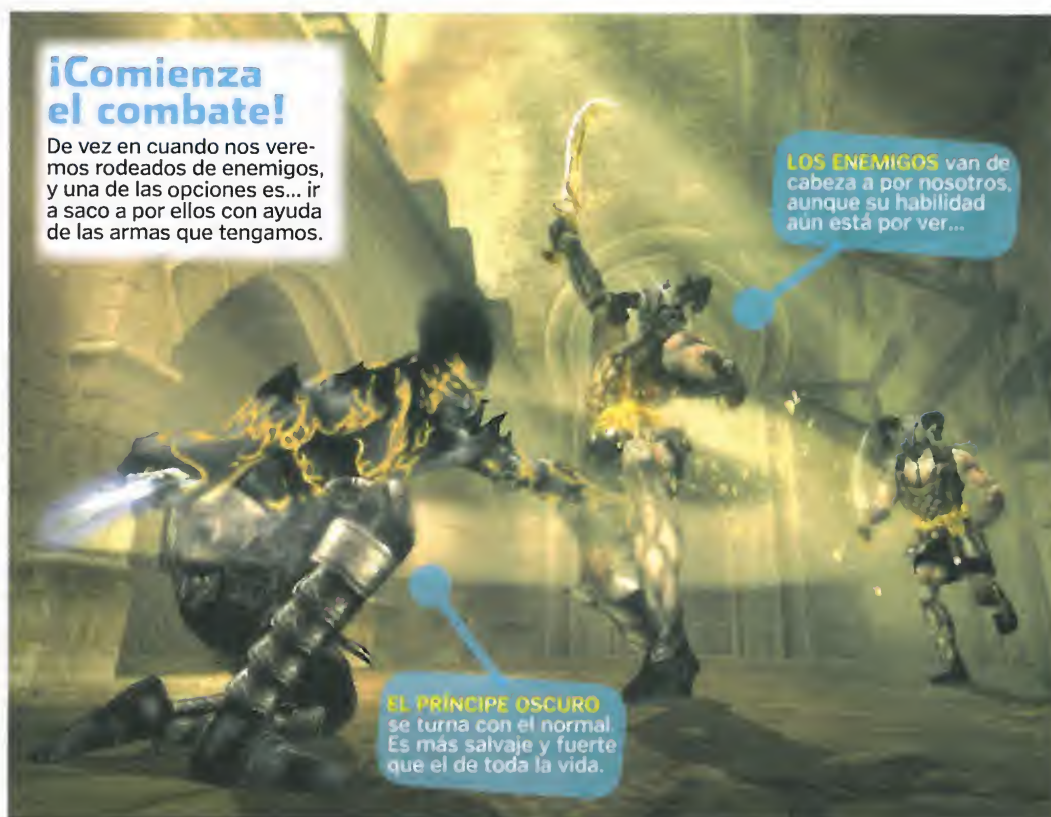 ¡Comienza
el combate!
De vez en cuando nos vere-
mos rodeados de enemigos,
y una de las opciones es... ir
a saco a por ellos con ayuda
de las armas que tengamos.
LOS ENEMIGOS van de
cabeza a por nosotros,
aunque su habilidad
aún está por ver...
EL PRÍNCIPE OSCURO
se turna con el normal.
Es más salvaje y fuerte
que el de toda la vida.